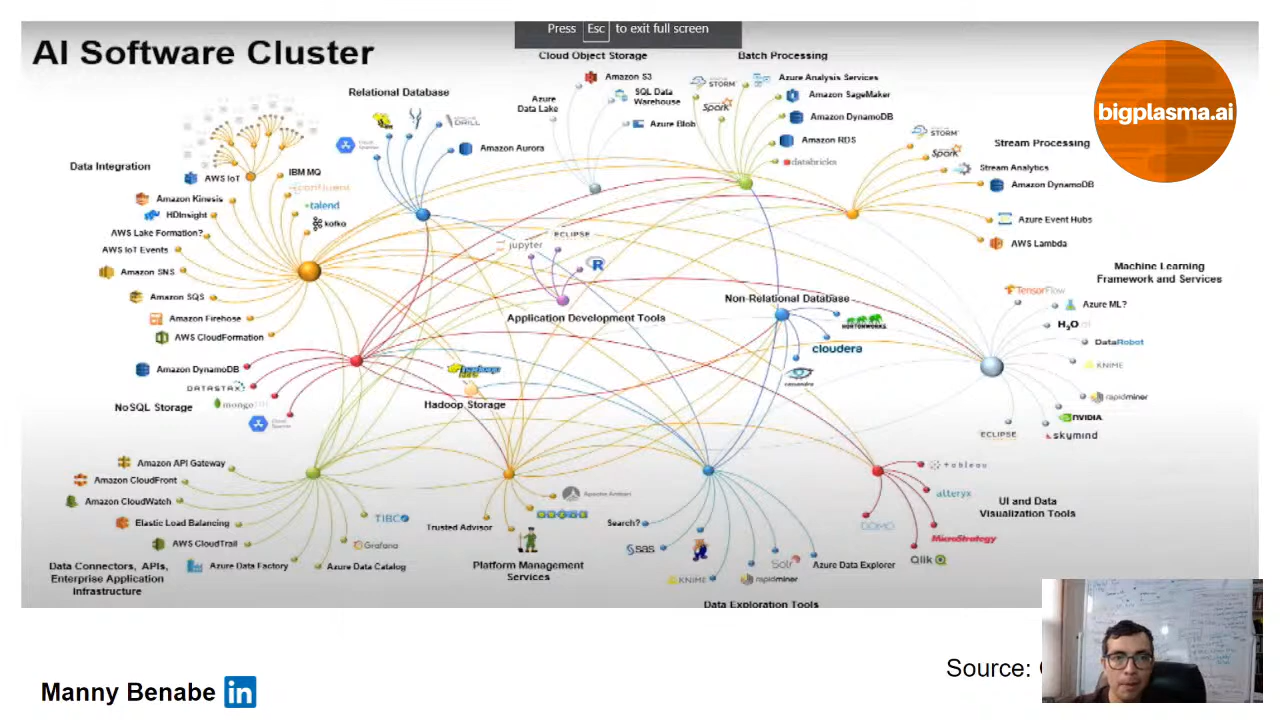 AI Software Cluster
Press Esc to exit full screen
bigplasma.ai
Relational Database
Cloud Object Storage
Batch Processing
Stream Processing
Data Integration
AWS IoT
Amazon Kinesis
HDInsight
AWS Lake Formation?
AWS IoT Events
Amazon SNS
Amazon SQS
Amazon Firehose
AWS CloudFormation
IBM MQ
confluent
talend
kafka
DRILL
Amazon Aurora
Azure
Data Lake
Amazon S3
SQL Data
Warehouse
Azure Blob
STORM
Spark
Azure Analysis Services
Amazon SageMaker
Amazon DynamoDB
Amazon RDS
databricks
STORM
Spark
Stream Analytics
Amazon DynamoDB
Azure Event Hubs
AWS Lambda
jupyter
ECLIPSE
R
Application Development Tools
Non-Relational Database
HORTONWORKS
cloudera
cassandra
Machine Learning
Framework and Services
TensorFlow
Azure ML?
H2O
DataRobot
KNIME
rapidminer
NVIDIA
ECLIPSE
skymind
Amazon DynamoDB
DATASTAX
mongo
NoSQL Storage
hadoop
Hadoop Storage
Amazon API Gateway
Amazon CloudFront
Amazon CloudWatch
Elastic Load Balancing
AWS CloudTrail
Azure Data Factory
Azure Data Catalog
TIBCO
Grafana
Data Connectors, APIs,
Enterprise Application
Infrastructure
Trusted Advisor
Apache Ambari
Platform Management
Services
Search?
sas
KNIME
rapidminer
Solr
Azure Data Explorer
Data Exploration Tools
tableau
alteryx
DOMO
MicroStrategy
Qlik
UI and Data
Visualization Tools
Source:
Manny Benabe in